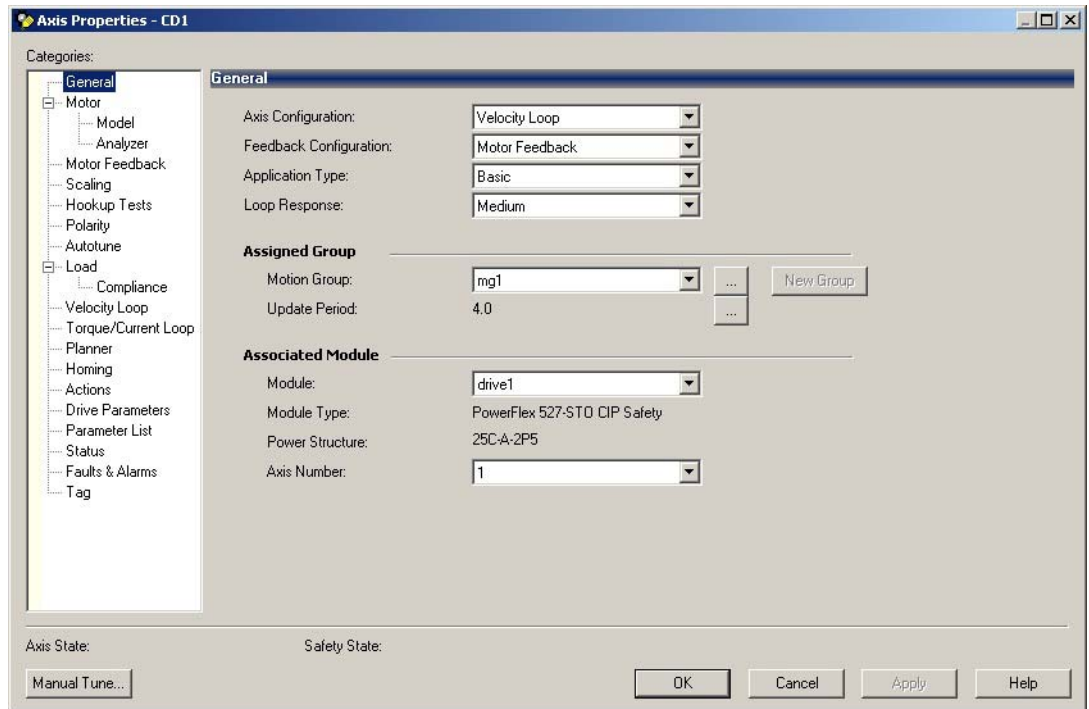 Axis Properties - CD1
Categories:
General
Motor
Model
Analyzer
Motor Feedback
Scaling
Hookup Tests
Polarity
Autotune
Load
Compliance
Velocity Loop
Torque/Current Loop
Planner
Homing
Actions
Drive Parameters
Parameter List
Status
Faults & Alarms
Tag
General
Axis Configuration: Velocity Loop
Feedback Configuration: Motor Feedback
Application Type: Basic
Loop Response: Medium
Assigned Group
Motion Group: mg1 ... New Group
Update Period: 4.0 ...
Associated Module
Module: drive1
Module Type: PowerFlex 527-STO CIP Safety
Power Structure: 25C-A-2P5
Axis Number: 1
Axis State: Safety State:
Manual Tune... OK Cancel Apply Help